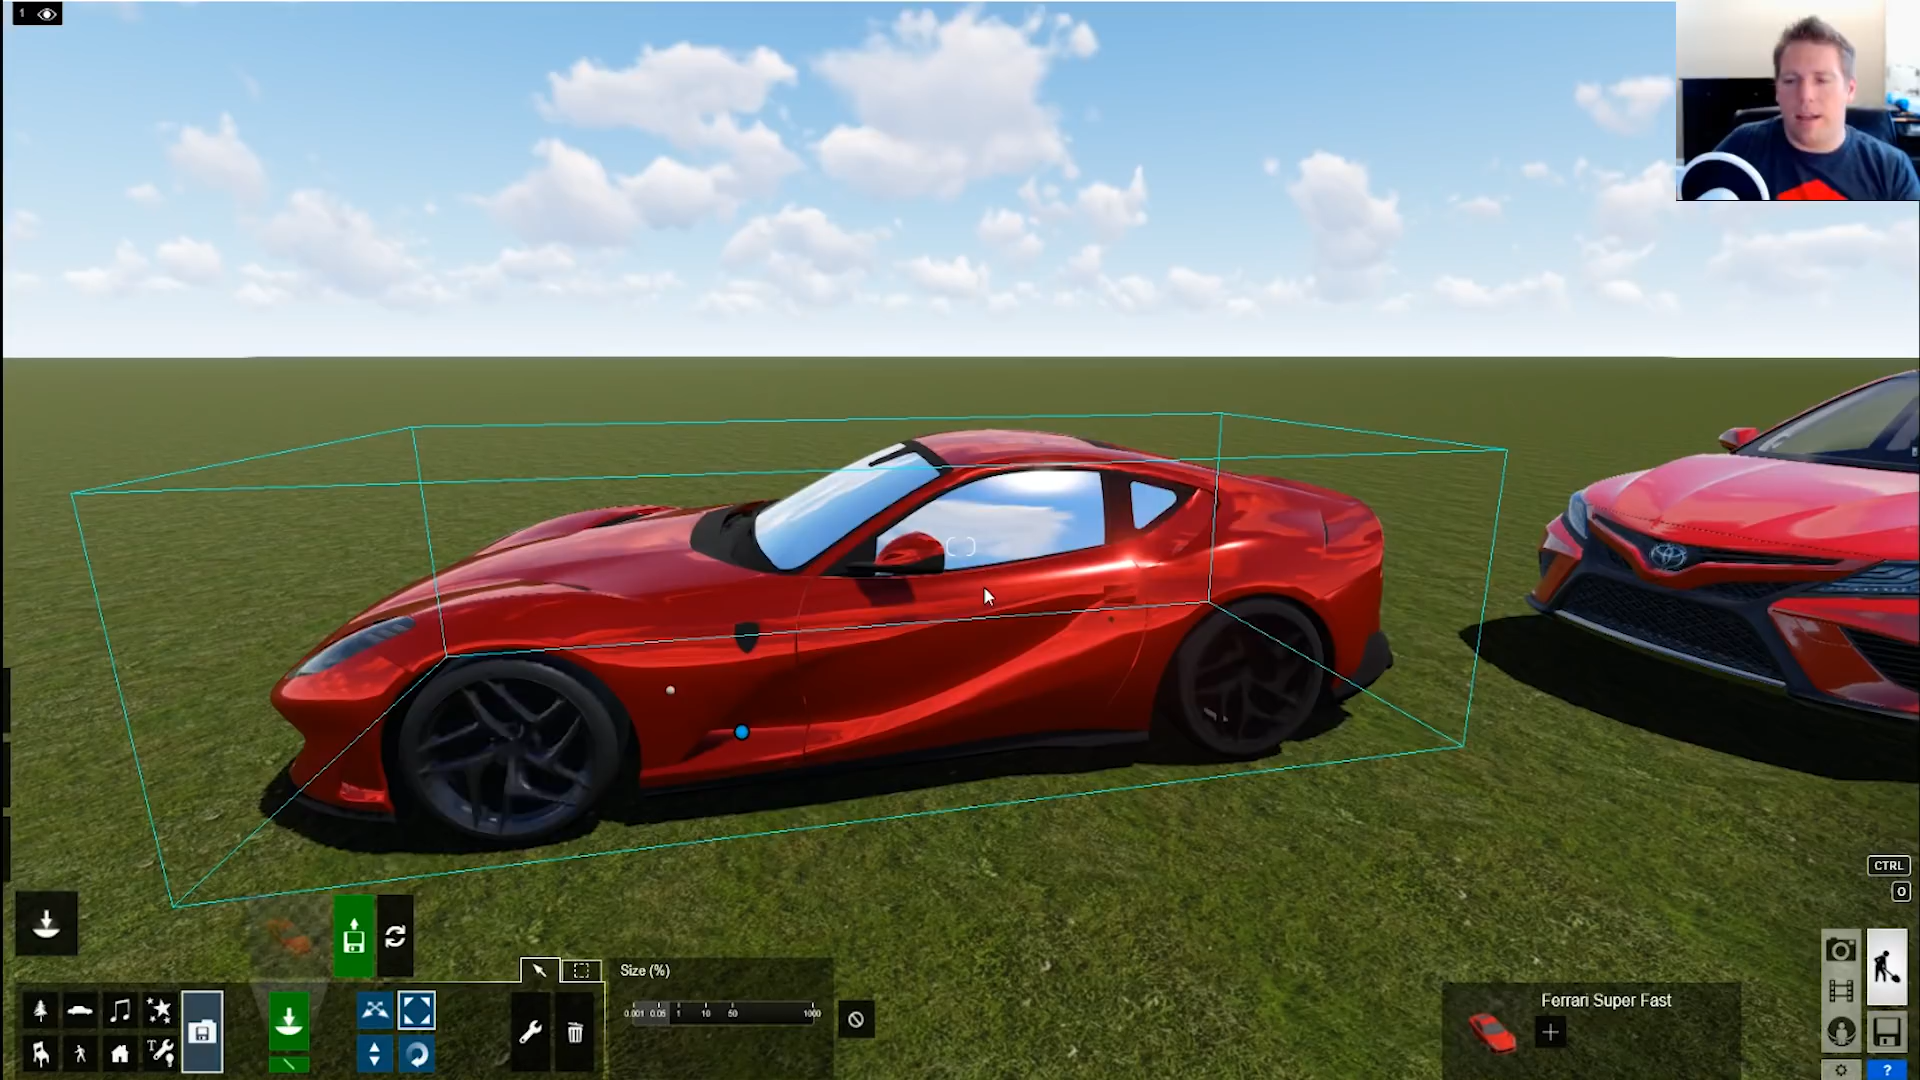 1
CTRL
O
Size (%)
0.001 0.05 1 10 50 1000
Ferrari Super Fast
T
?